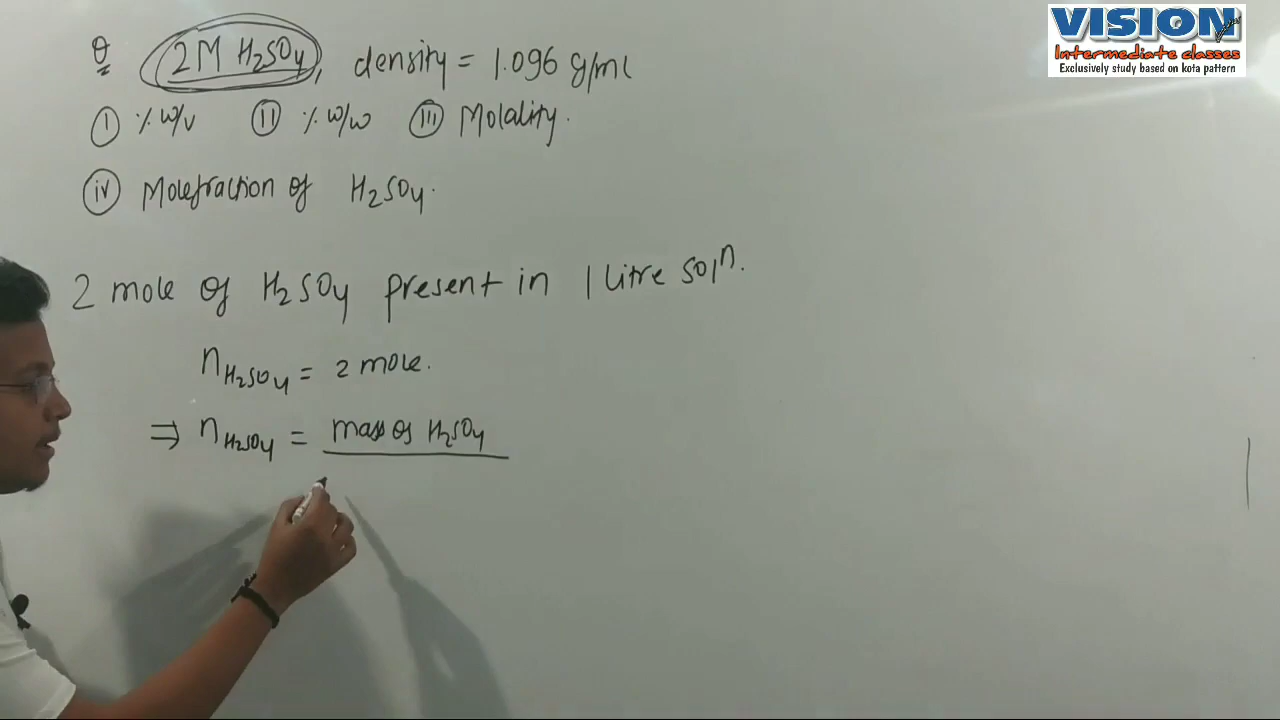 VISION
Intermediate classes
Exclusively study based on kota pattern
Q 2M H₂SO₄, density = 1.096 g/ml
(i) % w/v (ii) % w/w (iii) Molality.
(iv) Molefraction of H₂SO₄.
2 mole of H₂SO₄ present in 1 litre solⁿ.
n H₂SO₄ = 2 mole.
⇒ n H₂SO₄ = mass of H₂SO₄